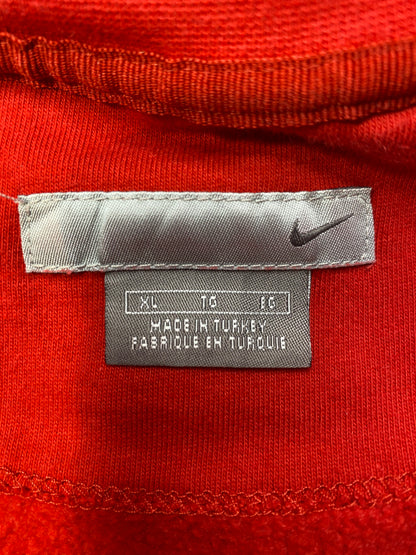 XL TG EG
MADE IN TURKEY
FABRIQUE EN TURQUIE